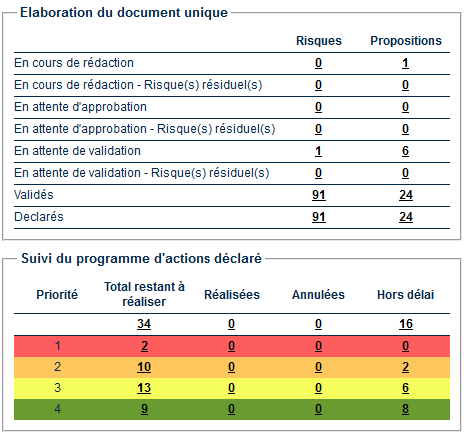 Elaboration du document unique
Risques Propositions
En cours de rédaction 0 1
En cours de rédaction - Risque(s) résiduel(s) 0 0
En attente d'approbation 0 0
En attente d'approbation - Risque(s) résiduel(s) 0 0
En attente de validation 1 6
En attente de validation - Risque(s) résiduel(s) 0 0
Validés 91 24
Declarés 91 24
Suivi du programme d'actions déclaré
Priorité Total restant à réaliser Réalisées Annulées Hors délai
34 0 0 16
1 2 0 0 0
2 10 0 0 2
3 13 0 0 6
4 9 0 0 8